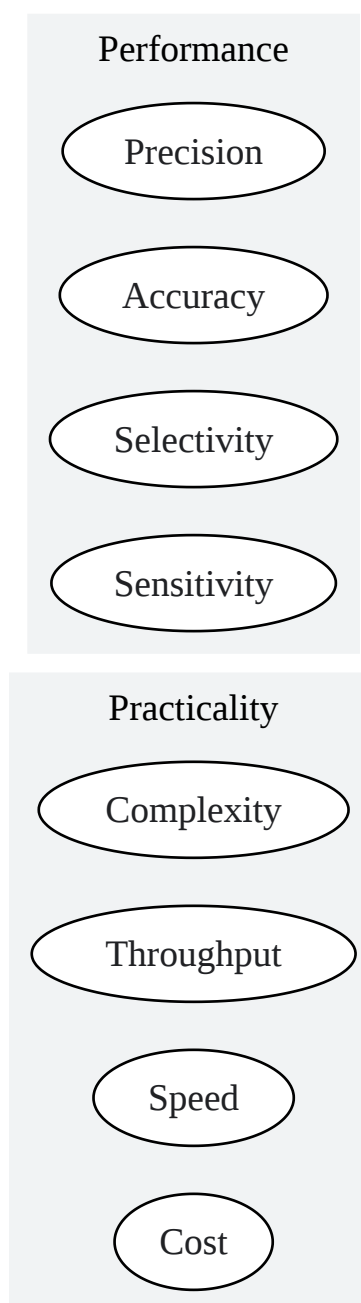 Performance
Precision
Accuracy
Selectivity
Sensitivity
Practicality
Complexity
Throughput
Speed
Cost